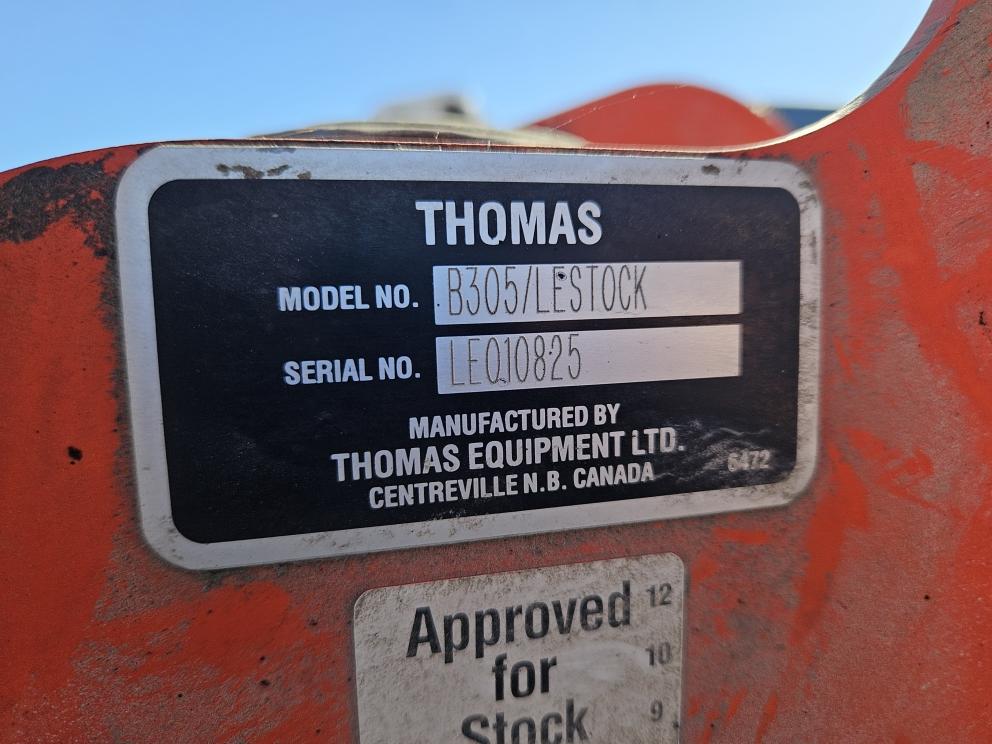 THOMAS
MODEL NO. B305/LESTOCK
SERIAL NO. LE010825
MANUFACTURED BY
THOMAS EQUIPMENT LTD.
CENTREVILLE N.B. CANADA
6472
Approved 12
for 10
Stock 9